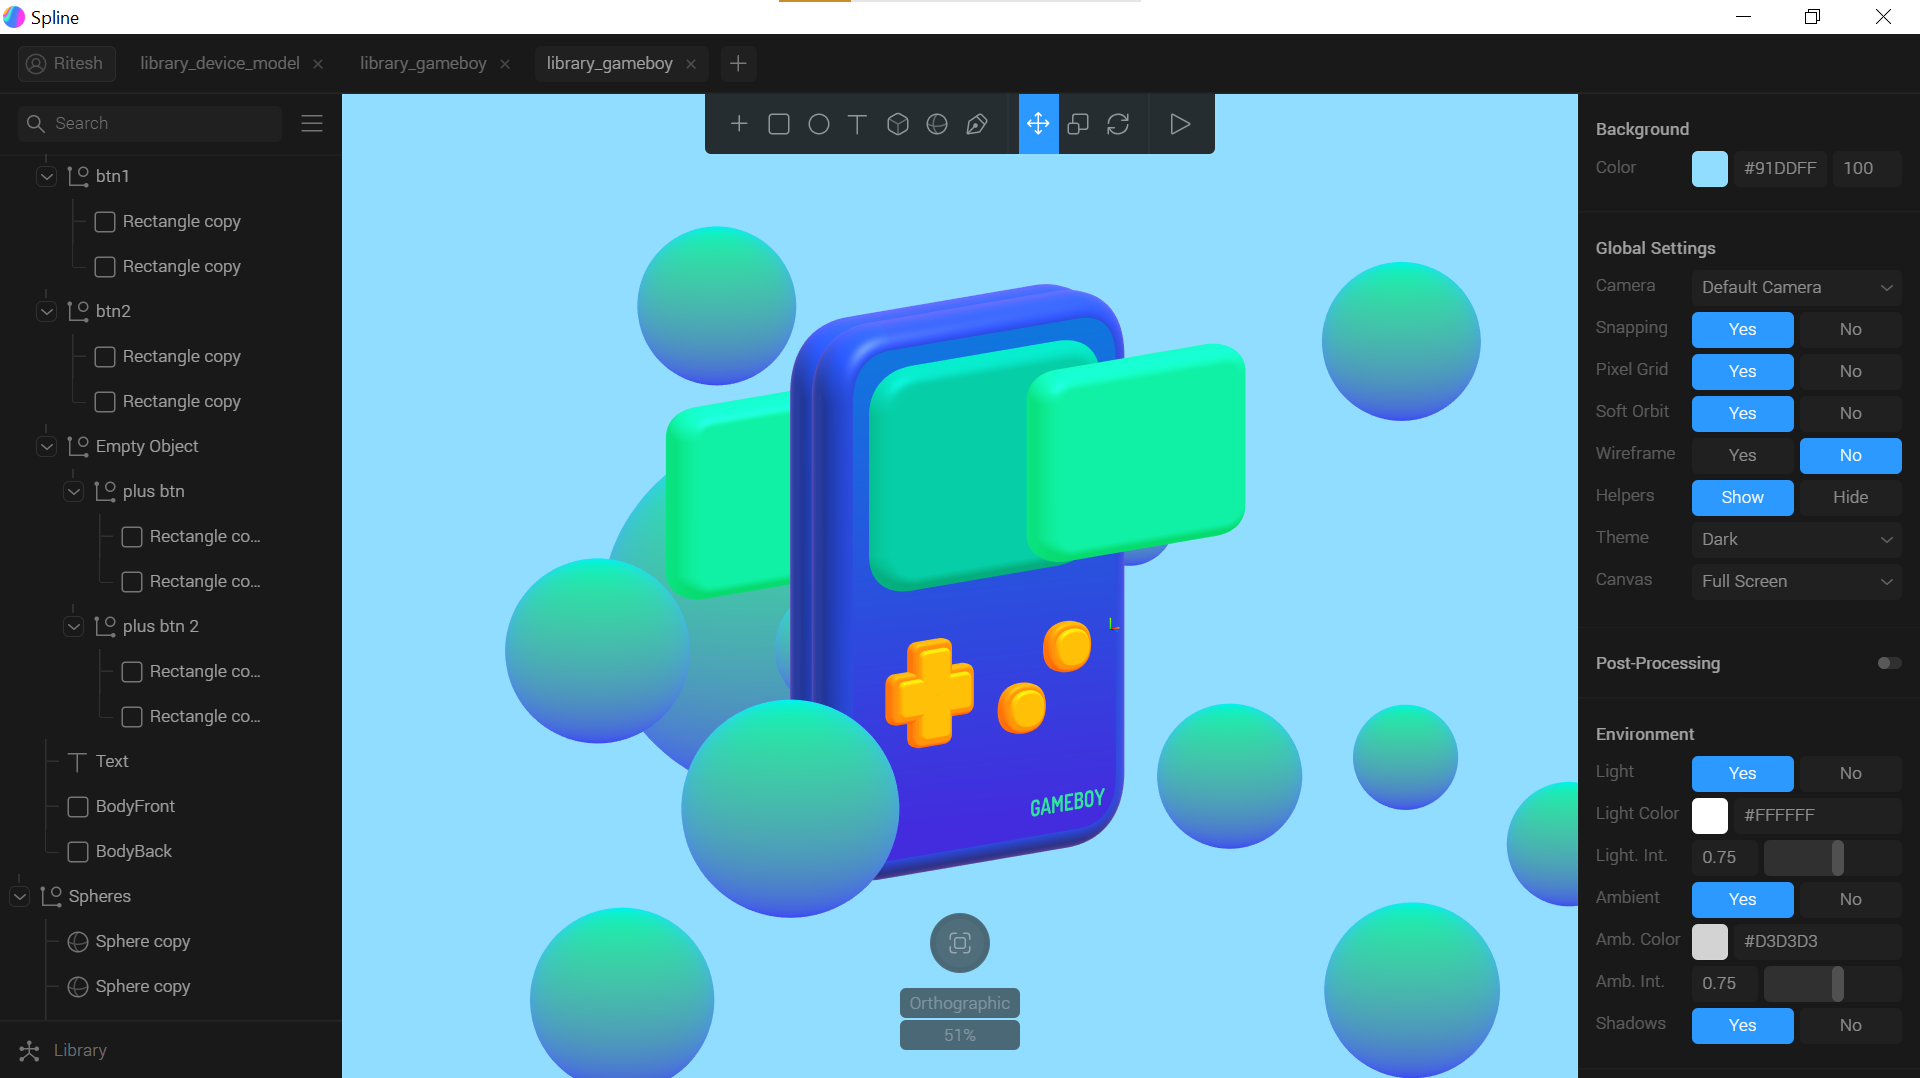 Spline
Ritesh
library_device_model
library_gameboy
library_gameboy
Search
btn1
Rectangle copy
Rectangle copy
btn2
Rectangle copy
Rectangle copy
Empty Object
plus btn
Rectangle co...
Rectangle co...
plus btn 2
Rectangle co...
Rectangle co...
Text
BodyFront
BodyBack
Spheres
Sphere copy
Sphere copy
Library
GAMEBOY
Orthographic
51%
Background
Color #91DDFF 100
Global Settings
Camera Default Camera
Snapping Yes No
Pixel Grid Yes No
Soft Orbit Yes No
Wireframe Yes No
Helpers Show Hide
Theme Dark
Canvas Full Screen
Post-Processing
Environment
Light Yes No
Light Color #FFFFFF
Light. Int. 0.75
Ambient Yes No
Amb. Color #D3D3D3
Amb. Int. 0.75
Shadows Yes No